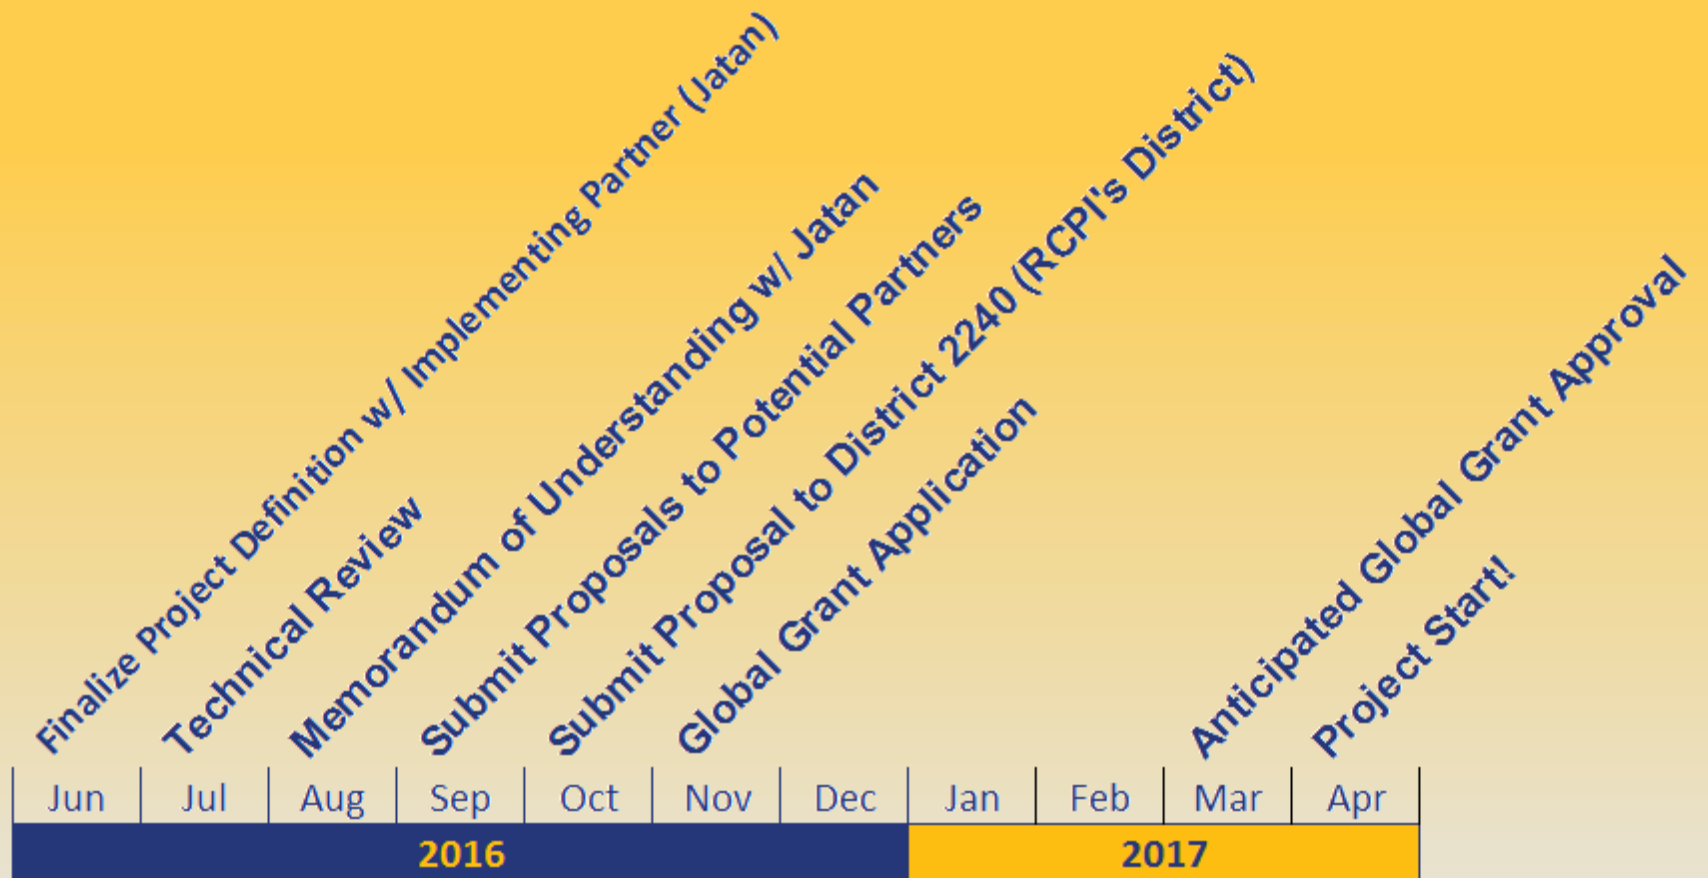 Finalize Project Definition w/ Implementing Partner (Jatan)
Technical Review
Memorandum of Understanding w/ Jatan
Submit Proposals to Potential Partners
Submit Proposal to District 2240 (RCPI's District)
Global Grant Application
Anticipated Global Grant Approval
Project Start!
Jun Jul Aug Sep Oct Nov Dec Jan Feb Mar Apr
2016 2017